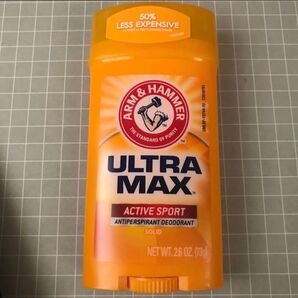 50%
LESS EXPENSIVE
ARM & HAMMER
THE STANDARD OF PURITY
ULTRA
MAX
ACTIVE SPORT
ANTIPERSPIRANT DEODORANT
SOLID
NET WT. 2.6 OZ. (73g)